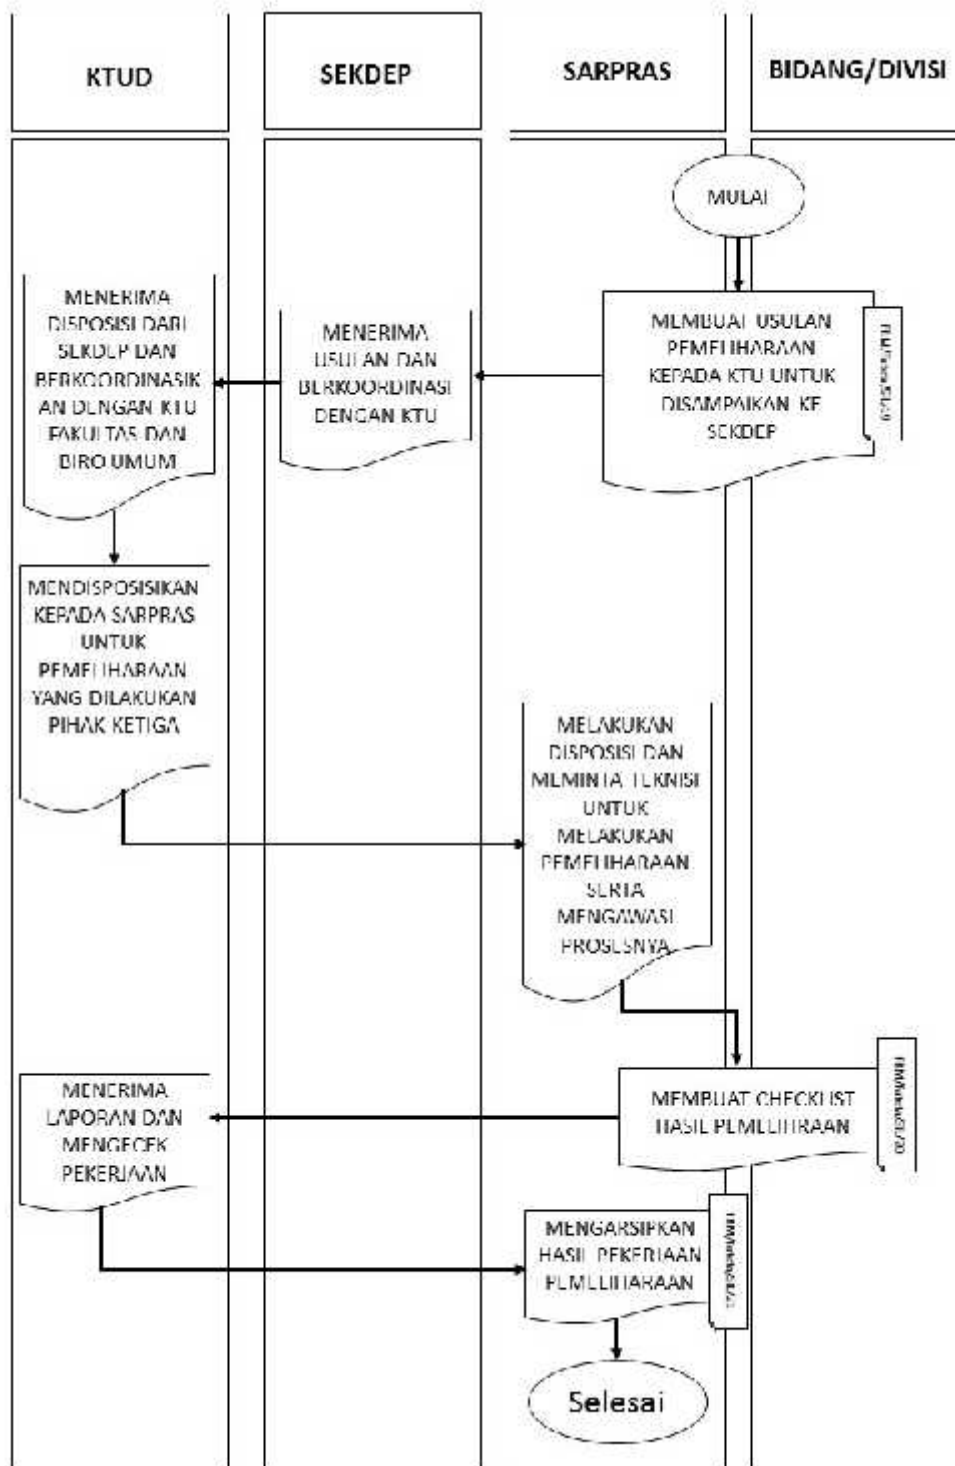 KTUD
SEKDEP
SARPRAS
BIDANG/DIVISI
MULAI
MEMBUAT USULAN
PEMELIHARAAN
KEPADA KTU UNTUK
DISAMPAIKAN KE
SEKDEP
MENERIMA
USULAN DAN
BERKOORDINASI
DENGAN KTU
MENERIMA
DISPOSISI DARI
SEKDEP DAN
BERKOORDINASIK
AN DENGAN KTU
FAKULTAS DAN
BIRO UMUM
MENDISPOSISIKAN
KEPADA SARPRAS
UNTUK
PEMELIHARAAN
YANG DILAKUKAN
PIHAK KETIGA
MELAKUKAN
DISPOSISI DAN
MEMINTA TEKNISI
UNTUK
MELAKUKAN
PEMELIHARAAN
SERTA
MENGAWASI
PROSESNYA
MEMBUAT CHECKLIST
HASIL PEMELIHRAAN
MENERIMA
LAPORAN DAN
MENGECEK
PEKERJAAN
MENGARSIPKAN
HASIL PEKERJAAN
PEMELIHARAAN
Selesai